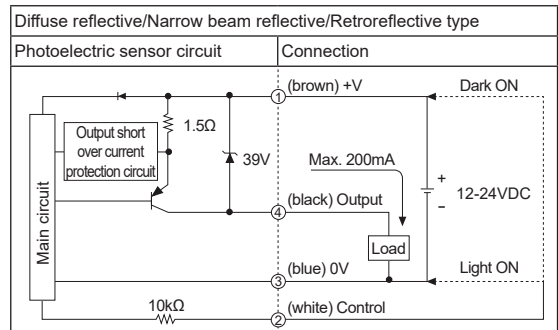 Diffuse reflective/Narrow beam reflective/Retroreflective type
Photoelectric sensor circuit
Connection
(brown) +V
Dark ON
1
1.5Ω
Output short
over current
protection circuit
39V
Max. 200mA
+
12-24VDC
−
Main circuit
4
(black) Output
Load
(blue) 0V
Light ON
3
10kΩ
(white) Control
2